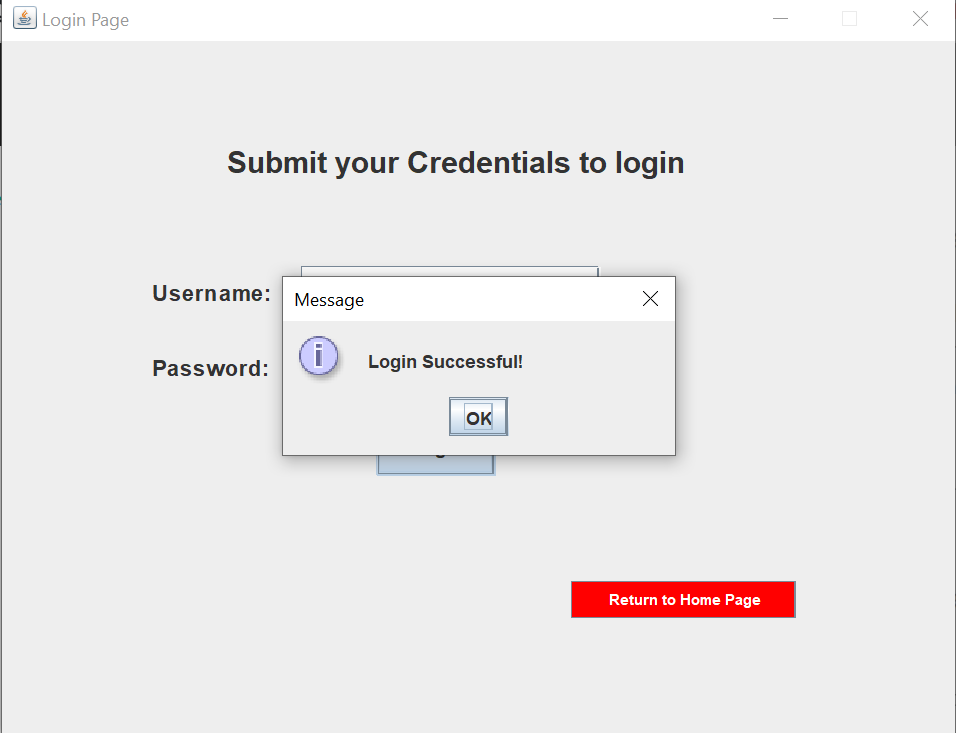 Login Page
Submit your Credentials to login
Username:
Message
Login Successful!
Password:
OK
Return to Home Page